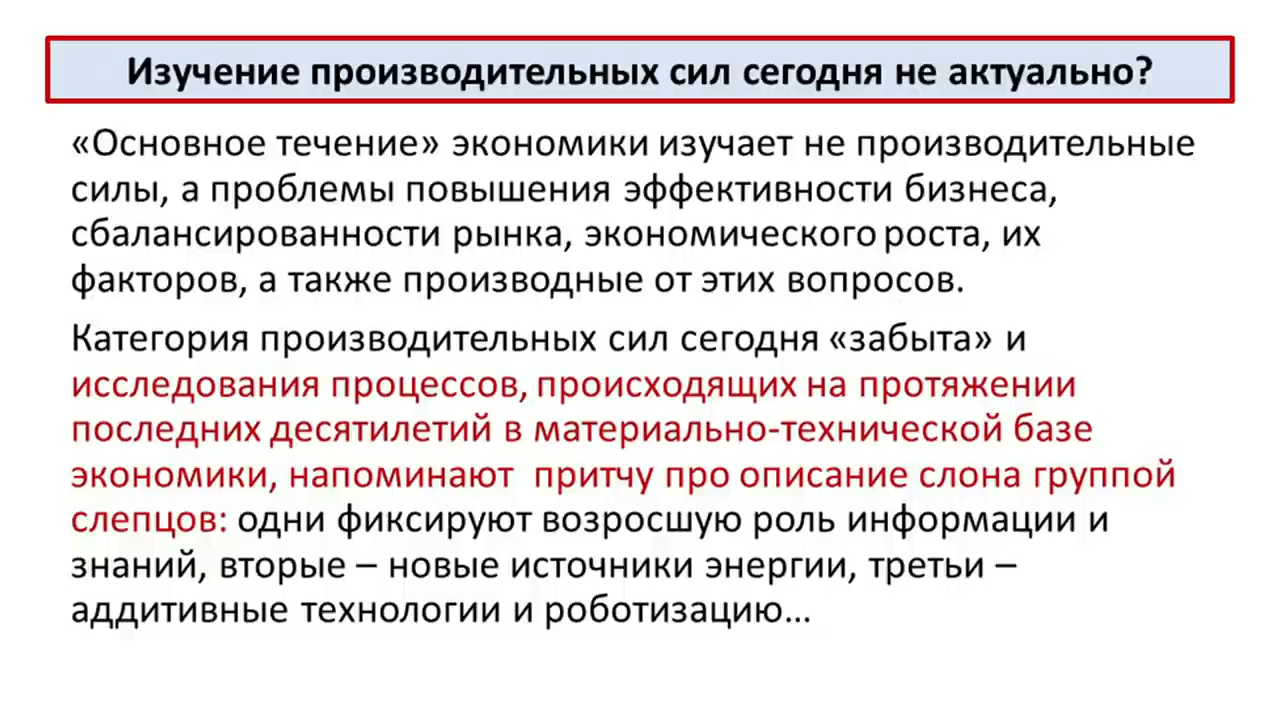 Изучение производительных сил сегодня не актуально?
«Основное течение» экономики изучает не производительные
силы, а проблемы повышения эффективности бизнеса,
сбалансированности рынка, экономического роста, их
факторов, а также производные от этих вопросов.
Категория производительных сил сегодня «забыта» и
исследования процессов, происходящих на протяжении
последних десятилетий в материально-технической базе
экономики, напоминают притчу про описание слона группой
слепцов: одни фиксируют возросшую роль информации и
знаний, вторые – новые источники энергии, третьи –
аддитивные технологии и роботизацию...